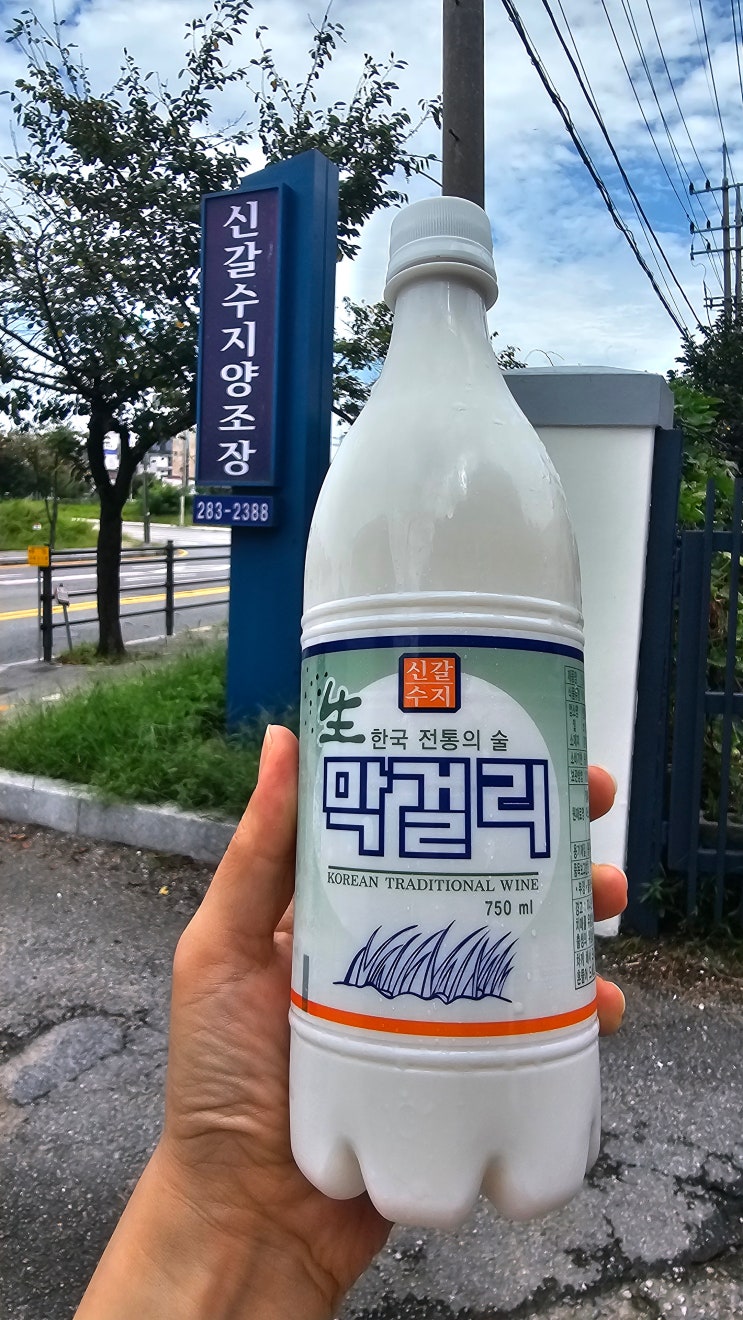 신갈수지양조장
283-2388
신갈
수지
生
한국 전통의 술
막걸리
KOREAN TRADITIONAL WINE
750 ml